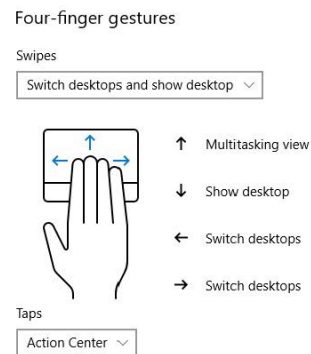 Four-finger gestures
Swipes
Switch desktops and show desktop
Multitasking view
Show desktop
Switch desktops
Switch desktops
Taps
Action Center